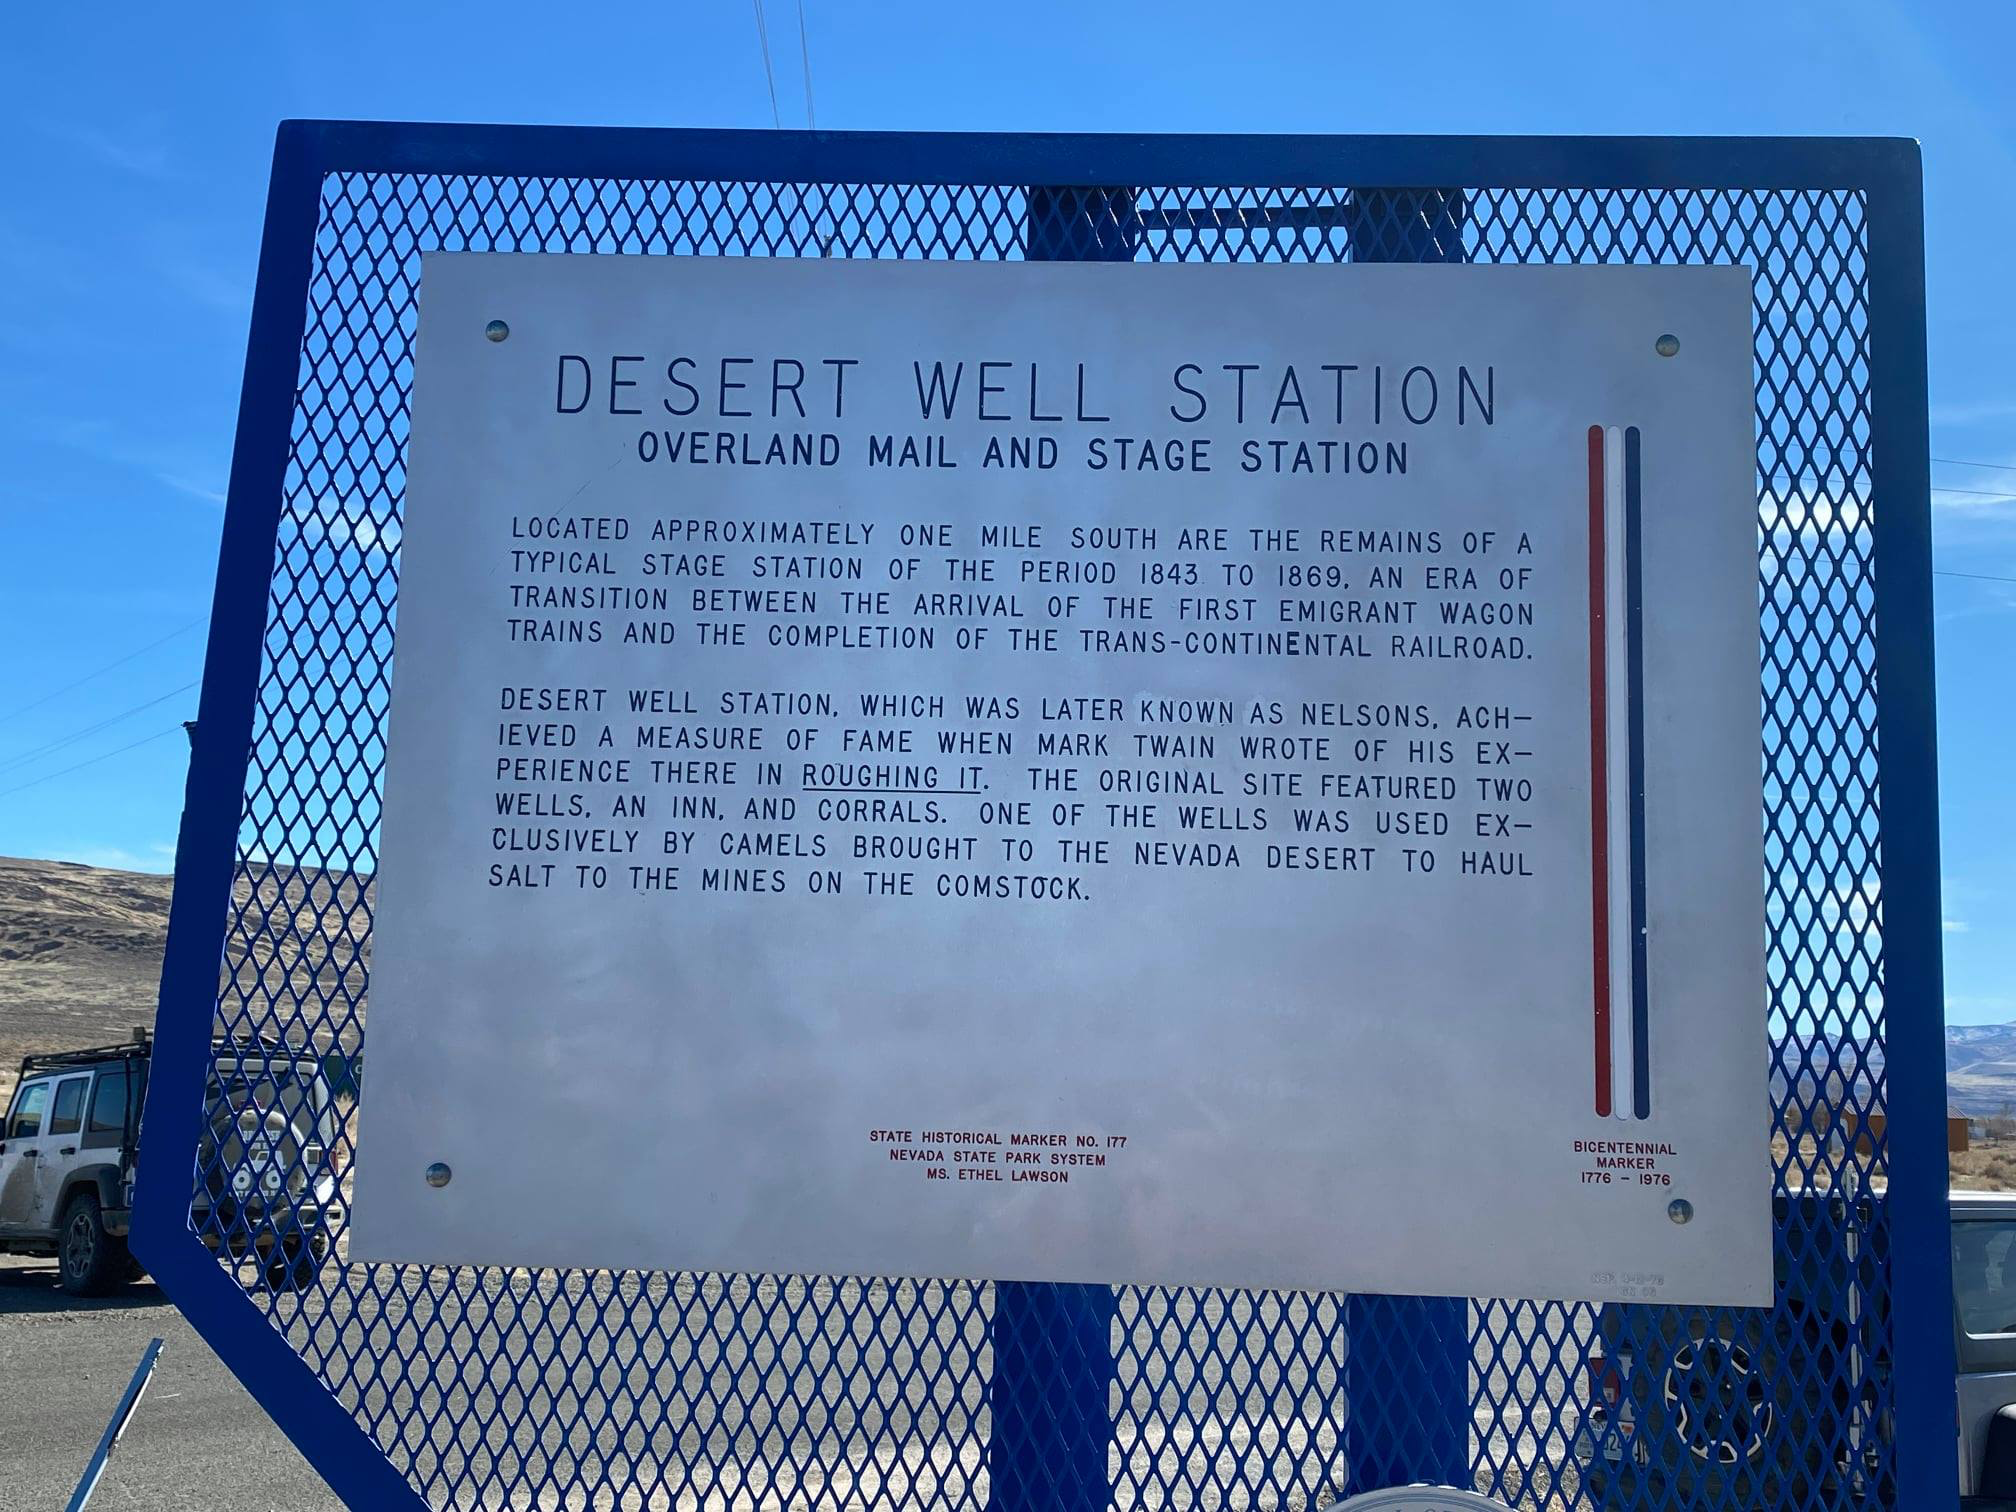 DESERT WELL STATION
OVERLAND MAIL AND STAGE STATION
LOCATED APPROXIMATELY ONE MILE SOUTH ARE THE REMAINS OF A
TYPICAL STAGE STATION OF THE PERIOD 1843 TO 1869, AN ERA OF
TRANSITION BETWEEN THE ARRIVAL OF THE FIRST EMIGRANT WAGON
TRAINS AND THE COMPLETION OF THE TRANS-CONTINENTAL RAILROAD.
DESERT WELL STATION, WHICH WAS LATER KNOWN AS NELSONS, ACH-
IEVED A MEASURE OF FAME WHEN MARK TWAIN WROTE OF HIS EX-
PERIENCE THERE IN ROUGHING IT. THE ORIGINAL SITE FEATURED TWO
WELLS, AN INN, AND CORRALS. ONE OF THE WELLS WAS USED EX-
CLUSIVELY BY CAMELS BROUGHT TO THE NEVADA DESERT TO HAUL
SALT TO THE MINES ON THE COMSTOCK.
STATE HISTORICAL MARKER NO. 177
NEVADA STATE PARK SYSTEM
MS. ETHEL LAWSON
BICENTENNIAL
MARKER
1776 - 1976